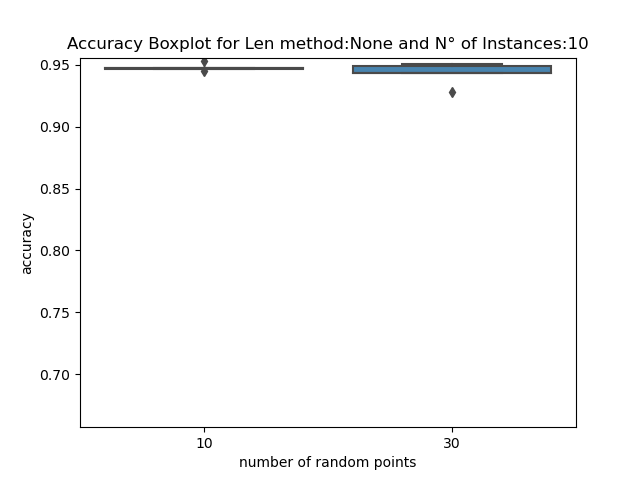 Accuracy Boxplot for Len method:None and N° of Instances:10
0.95
0.90
0.85
0.80
0.75
0.70
accuracy
10 30
number of random points